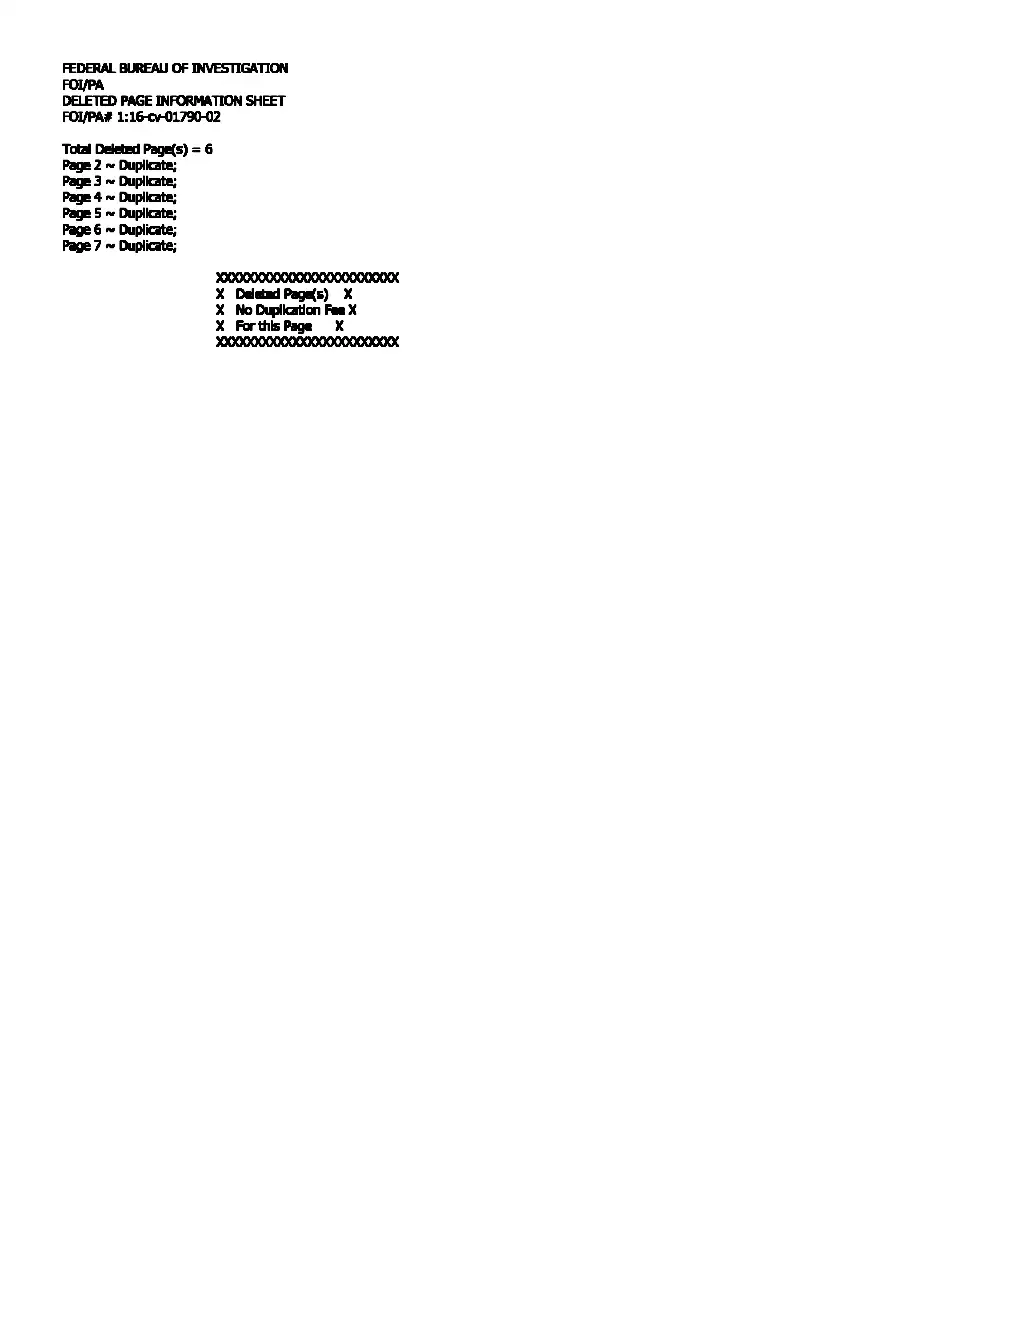 FEDERAL BUREAU OF INVESTIGATION
FOI/PA
DELETED PAGE INFORMATION SHEET
FOI/PA# 1:16-cv-01790-02
Total Deleted Page(s) = 6
Page 2 ~ Duplicate;
Page 3 ~ Duplicate;
Page 4 ~ Duplicate;
Page 5 ~ Duplicate;
Page 6 ~ Duplicate;
Page 7 ~ Duplicate;
XXXXXXXXXXXXXXXXXXXXXXXX
X Deleted Page(s) X
X No Duplication Fee X
X For this Page X
XXXXXXXXXXXXXXXXXXXXXXXX